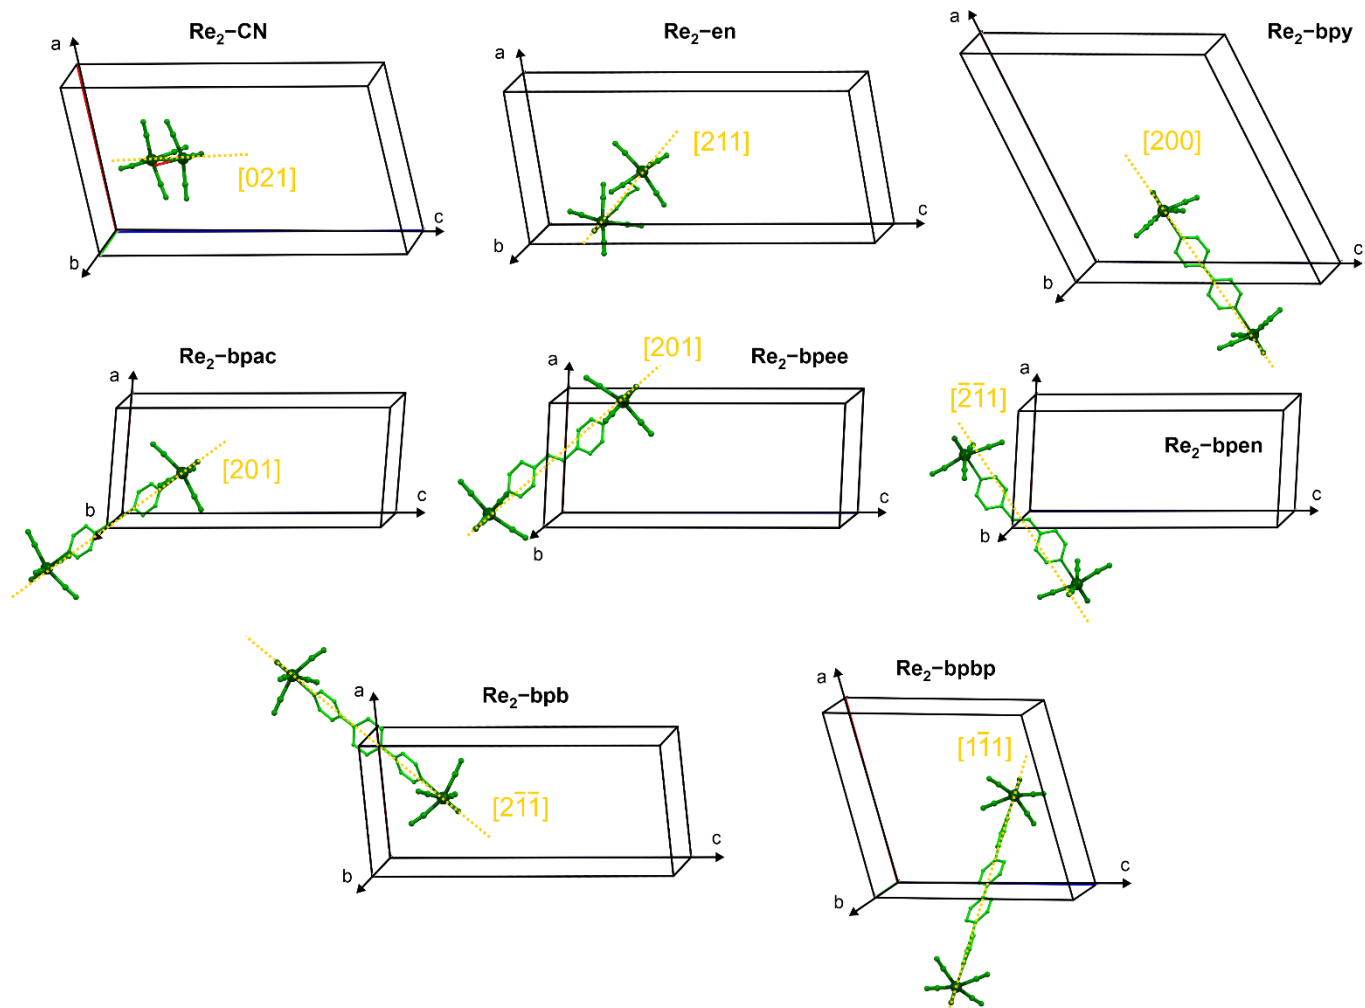 Re₂−CN
a
[021]
c
b
Re₂−en
a
[211]
c
b
Re₂−bpy
a
[200]
c
b
Re₂−bpac
a
[201]
c
b
Re₂−bpee
a
[201]
c
b
Re₂−bpen
a
[2̅1̅1]
c
b
Re₂−bpb
a
[21̅1̅]
c
b
Re₂−bpbp
a
[11̅1]
c
b